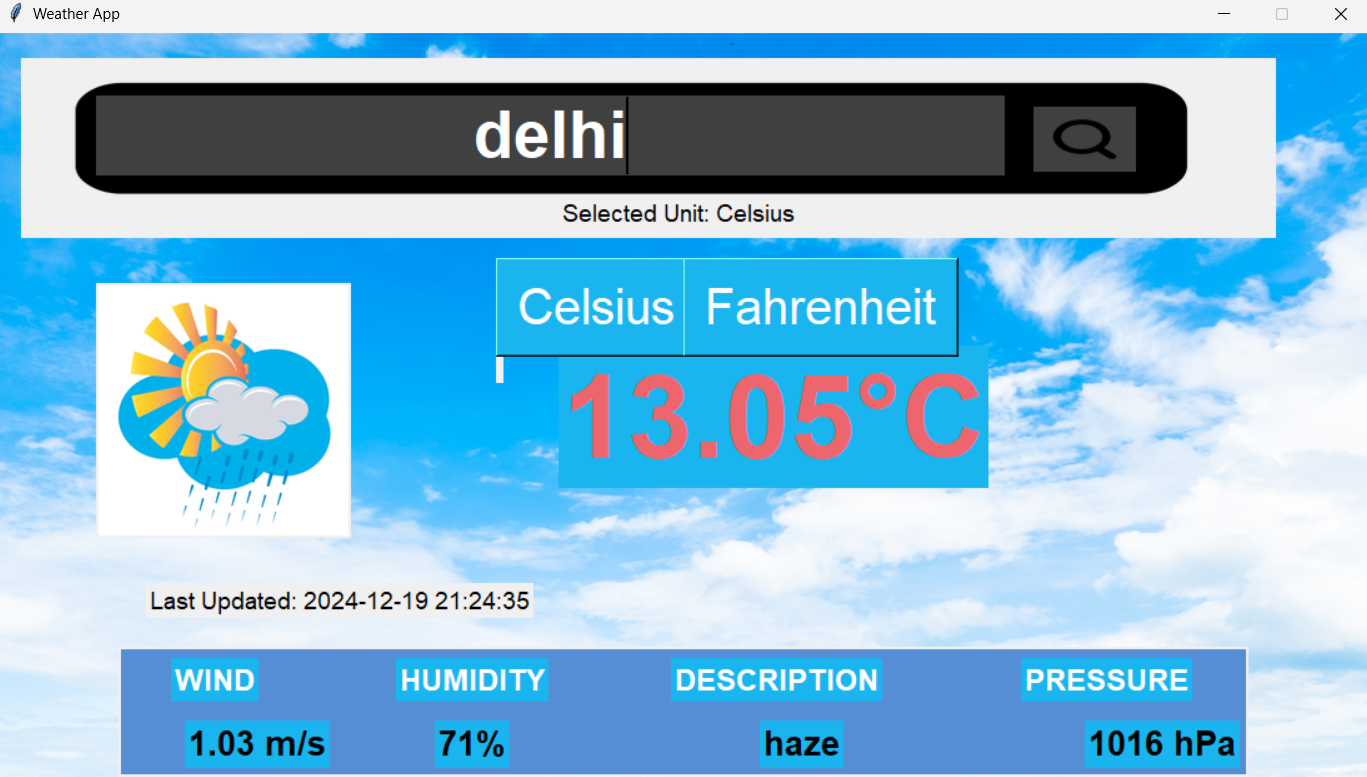 Weather App
delhi
Selected Unit: Celsius
Celsius Fahrenheit
13.05°C
Last Updated: 2024-12-19 21:24:35
WIND HUMIDITY DESCRIPTION PRESSURE
1.03 m/s 71% haze 1016 hPa